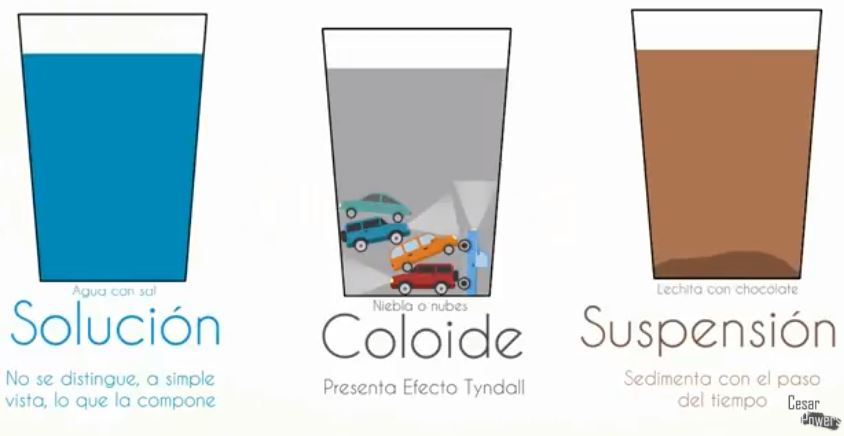 Agua con sal
Solución
No se distingue, a simple
vista, lo que la compone
Niebla o nubes
Coloide
Presenta Efecto Tyndall
Lechita con chocolate
Suspensión
Sedimenta con el paso
del tiempo
Cesar
Powers